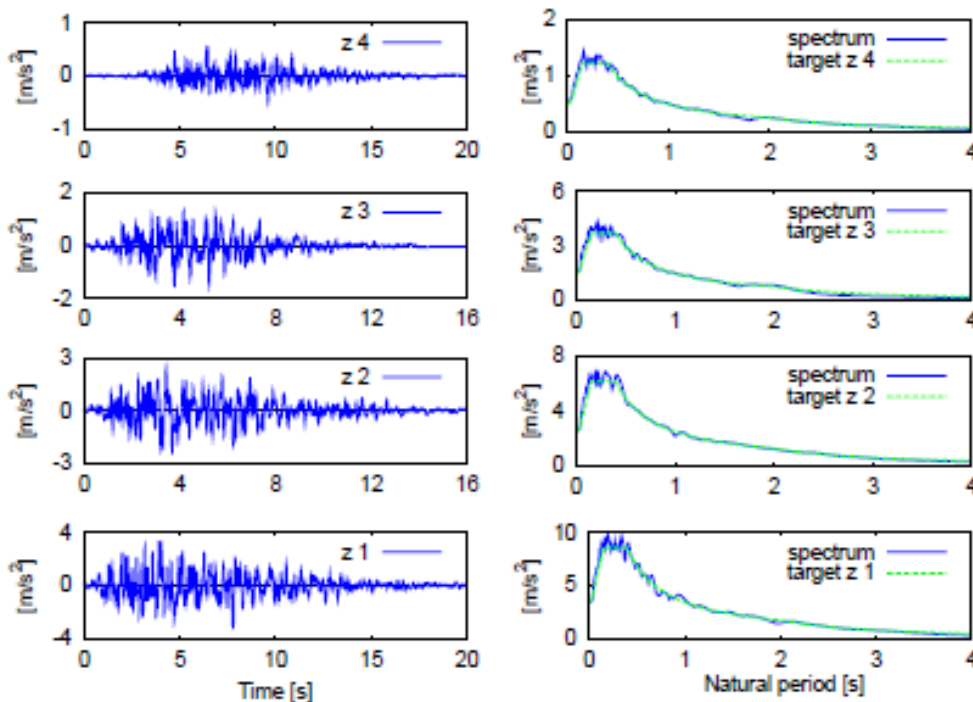 1
0
-1
[m/s²]
z 4
0 5 10 15 20
2
1
0
spectrum
target z 4
[m/s²]
0 1 2 3 4
2
0
-2
[m/s²]
z 3
0 4 8 12 16
6
3
0
spectrum
target z 3
[m/s²]
0 1 2 3 4
3
0
-3
[m/s²]
z 2
0 4 8 12 16
8
4
0
spectrum
target z 2
[m/s²]
0 1 2 3 4
4
0
-4
[m/s²]
z 1
0 5 10 15 20
Time [s]
10
5
0
spectrum
target z 1
[m/s²]
0 1 2 3 4
Natural period [s]